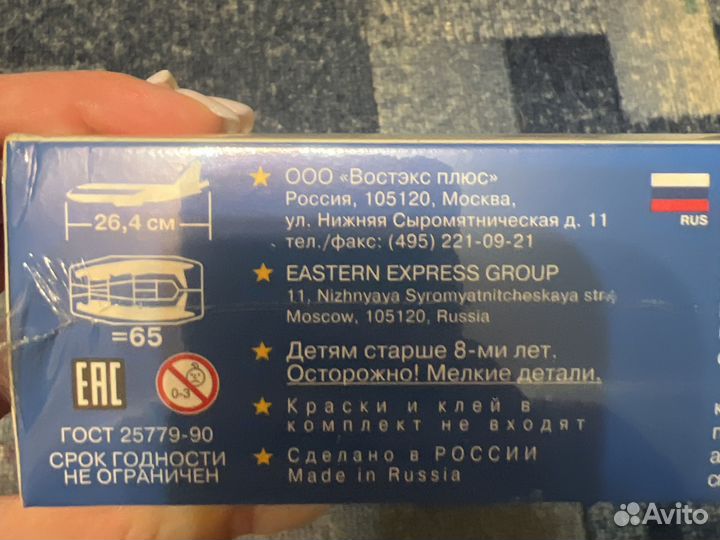 26,4 см
=65
EAC
0-3
ГОСТ 25779-90
СРОК ГОДНОСТИ
НЕ ОГРАНИЧЕН
ООО «Востэкс плюс»
Россия, 105120, Москва,
ул. Нижняя Сыромятническая д. 11
тел./факс: (495) 221-09-21
EASTERN EXPRESS GROUP
11, Nizhnyaya Syromyatnitcheskaya str.
Moscow, 105120, Russia
Детям старше 8-ми лет.
Осторожно! Мелкие детали.
Краски и клей в
комплект не входят
Сделано в РОССИИ
Made in Russia
RUS
Avito